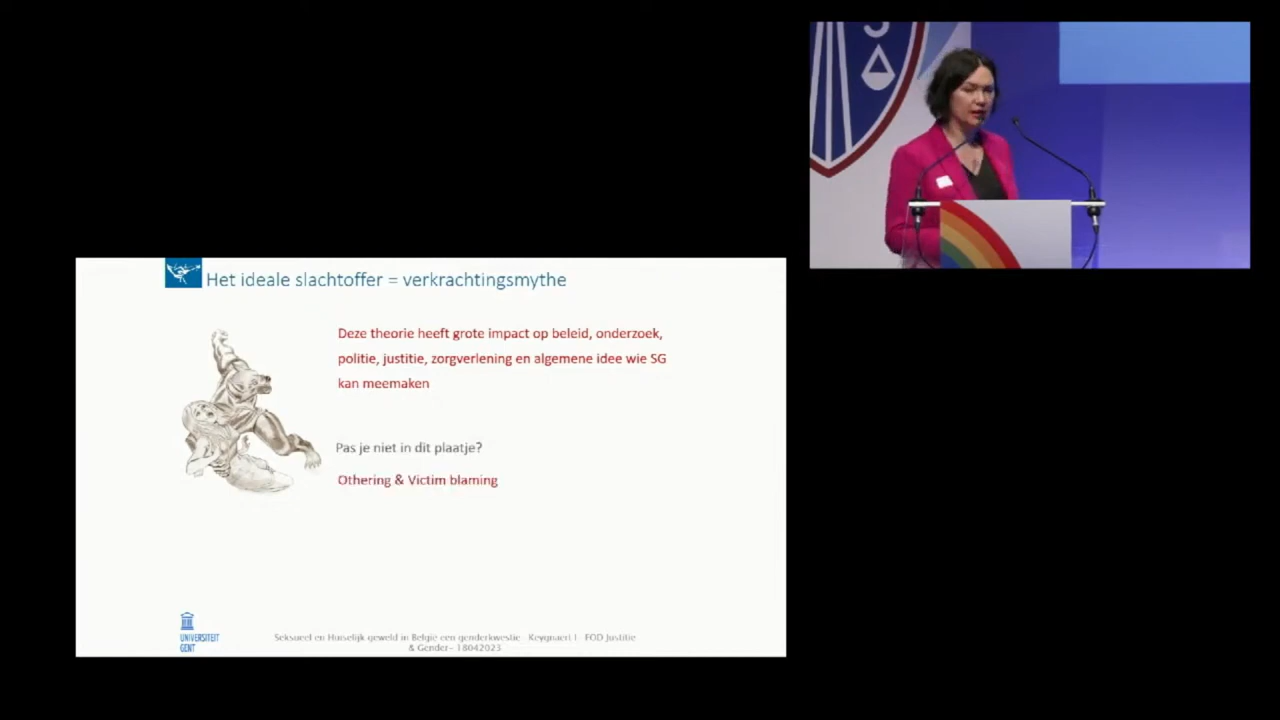 Het ideale slachtoffer = verkrachtingsmythe
Deze theorie heeft grote impact op beleid, onderzoek,
politie, justitie, zorgverlening en algemene idee wie SG
kan meemaken
Pas je niet in dit plaatje?
Othering & Victim blaming
UNIVERSITEIT
GENT
Seksueel en Huiselijk geweld in België een genderkwestie- Keygnaert I- FOD Justitie
& Gender- 18042023